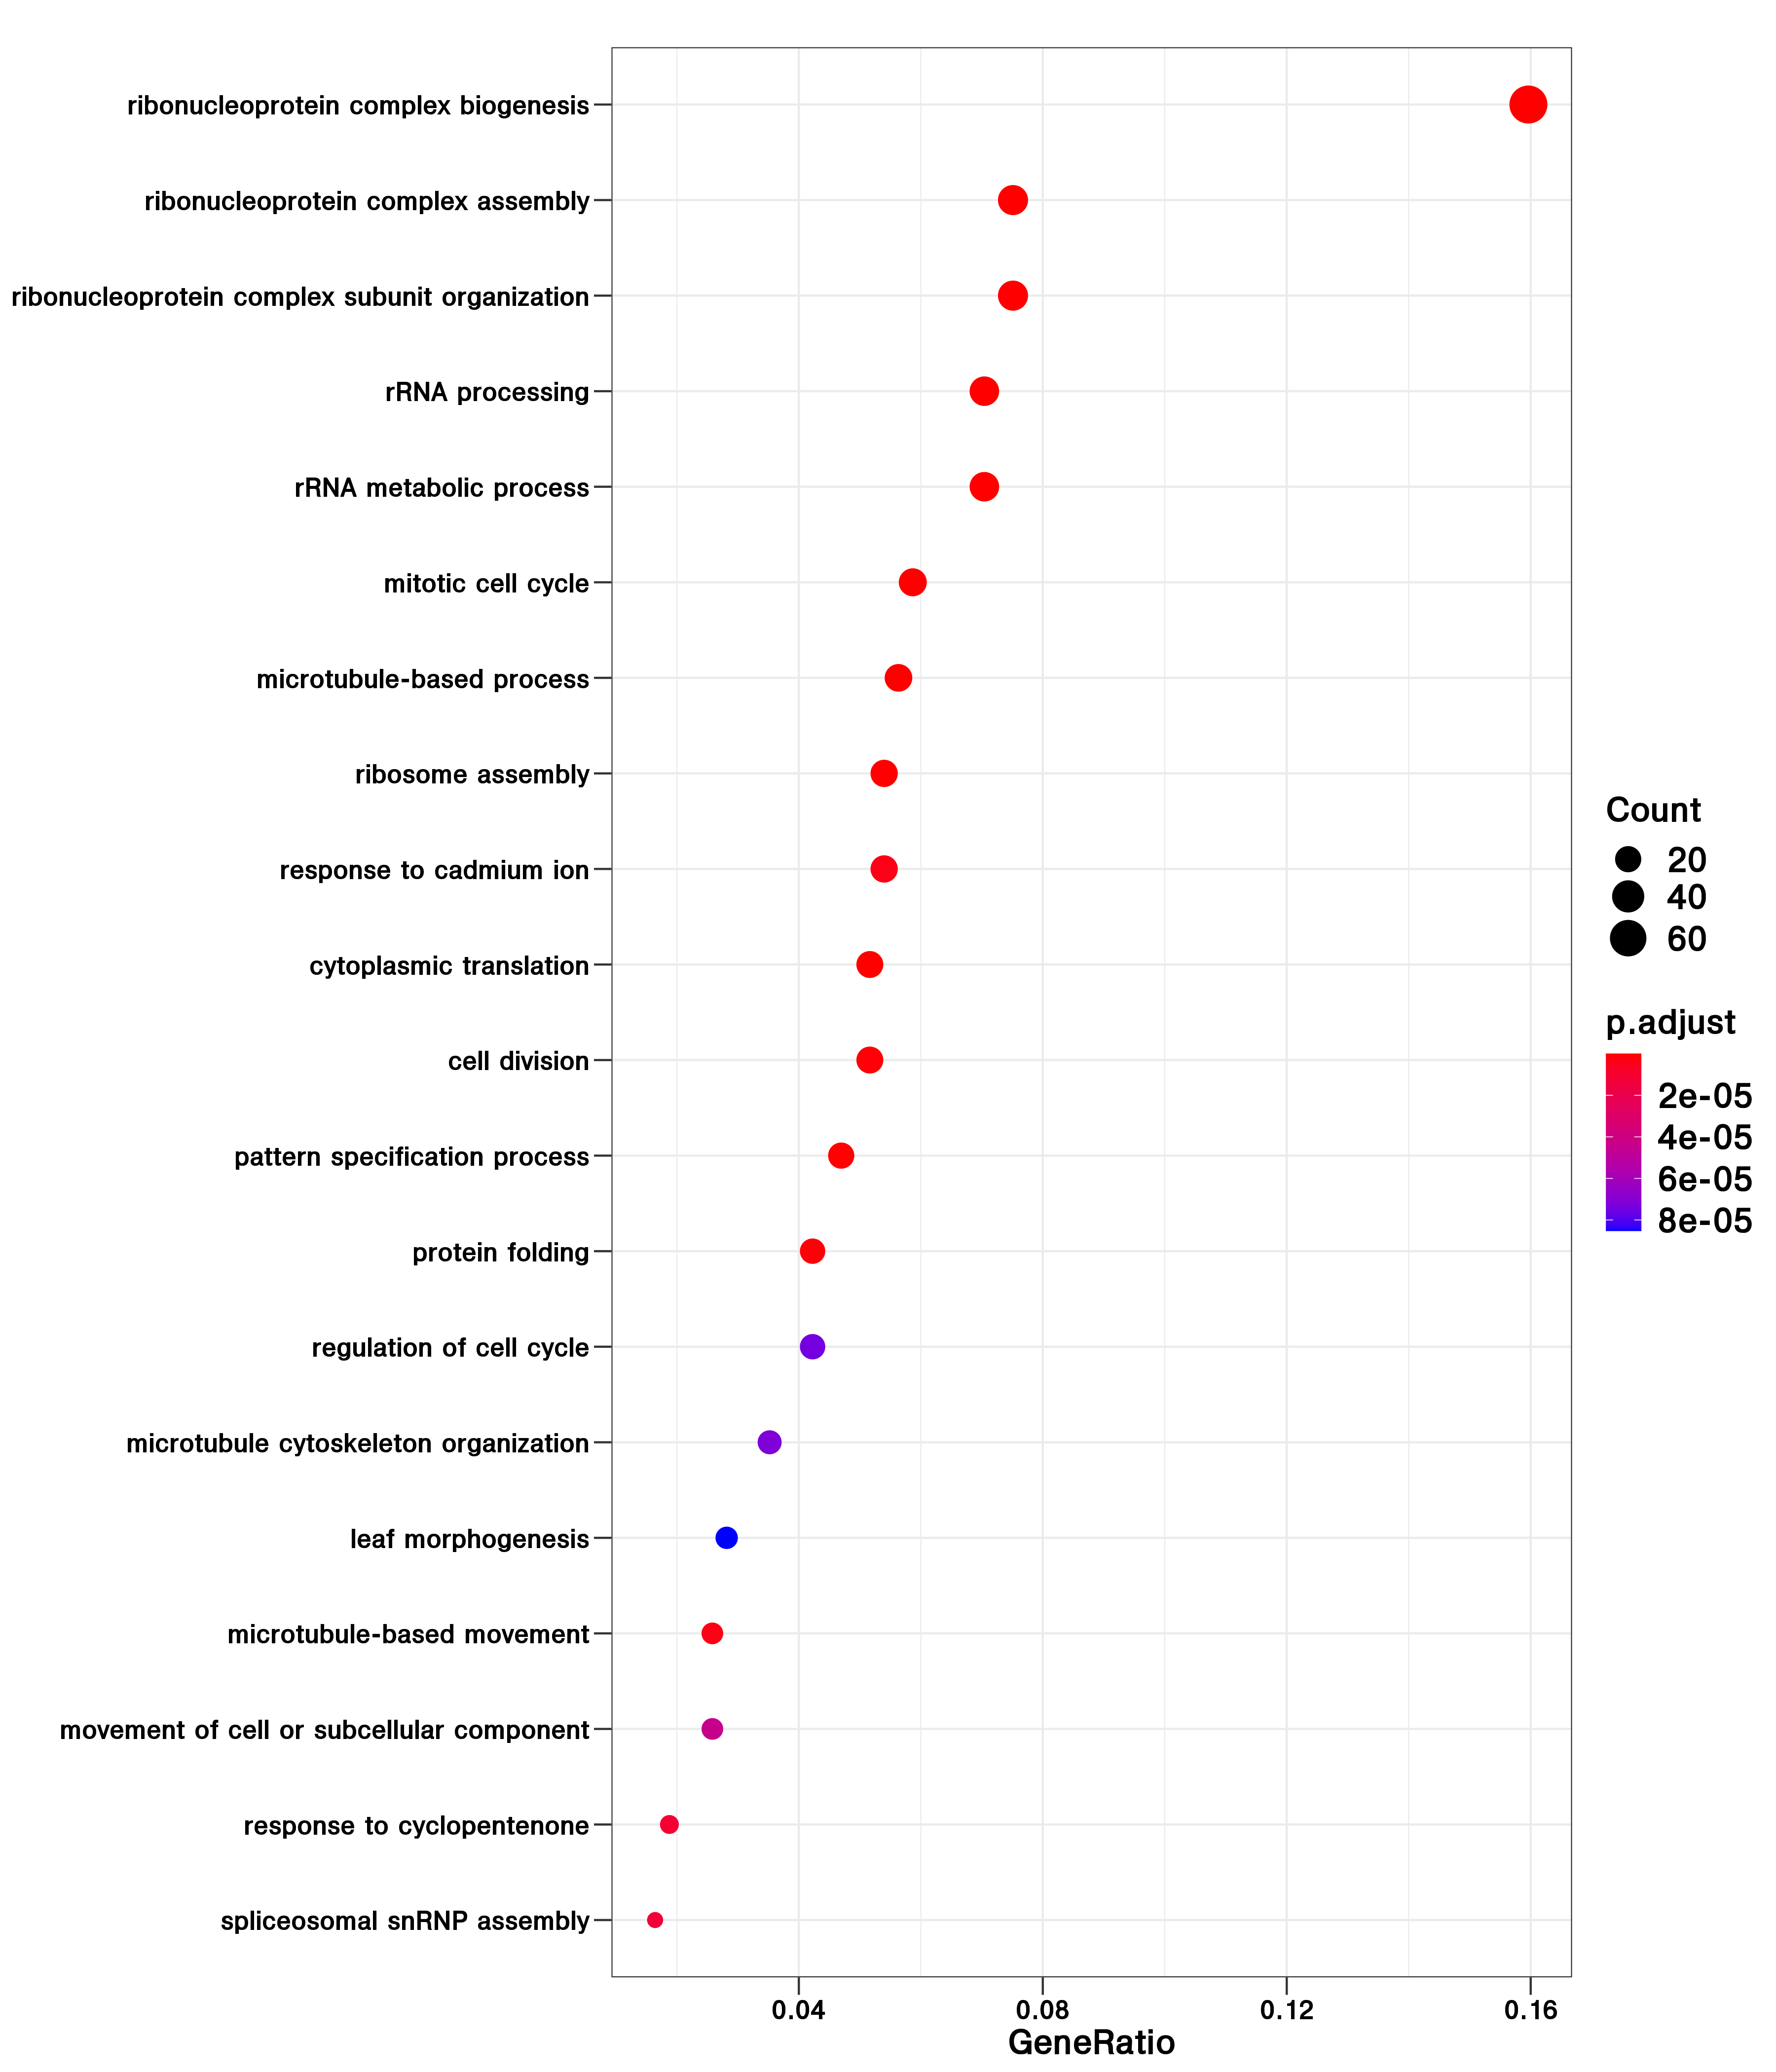 ribonucleoprotein complex biogenesis
ribonucleoprotein complex assembly
ribonucleoprotein complex subunit organization
rRNA processing
rRNA metabolic process
mitotic cell cycle
microtubule-based process
ribosome assembly
response to cadmium ion
cytoplasmic translation
cell division
pattern specification process
protein folding
regulation of cell cycle
microtubule cytoskeleton organization
leaf morphogenesis
microtubule-based movement
movement of cell or subcellular component
response to cyclopentenone
spliceosomal snRNP assembly
0.04 0.08 0.12 0.16
GeneRatio
Count
20
40
60
p.adjust
2e-05
4e-05
6e-05
8e-05